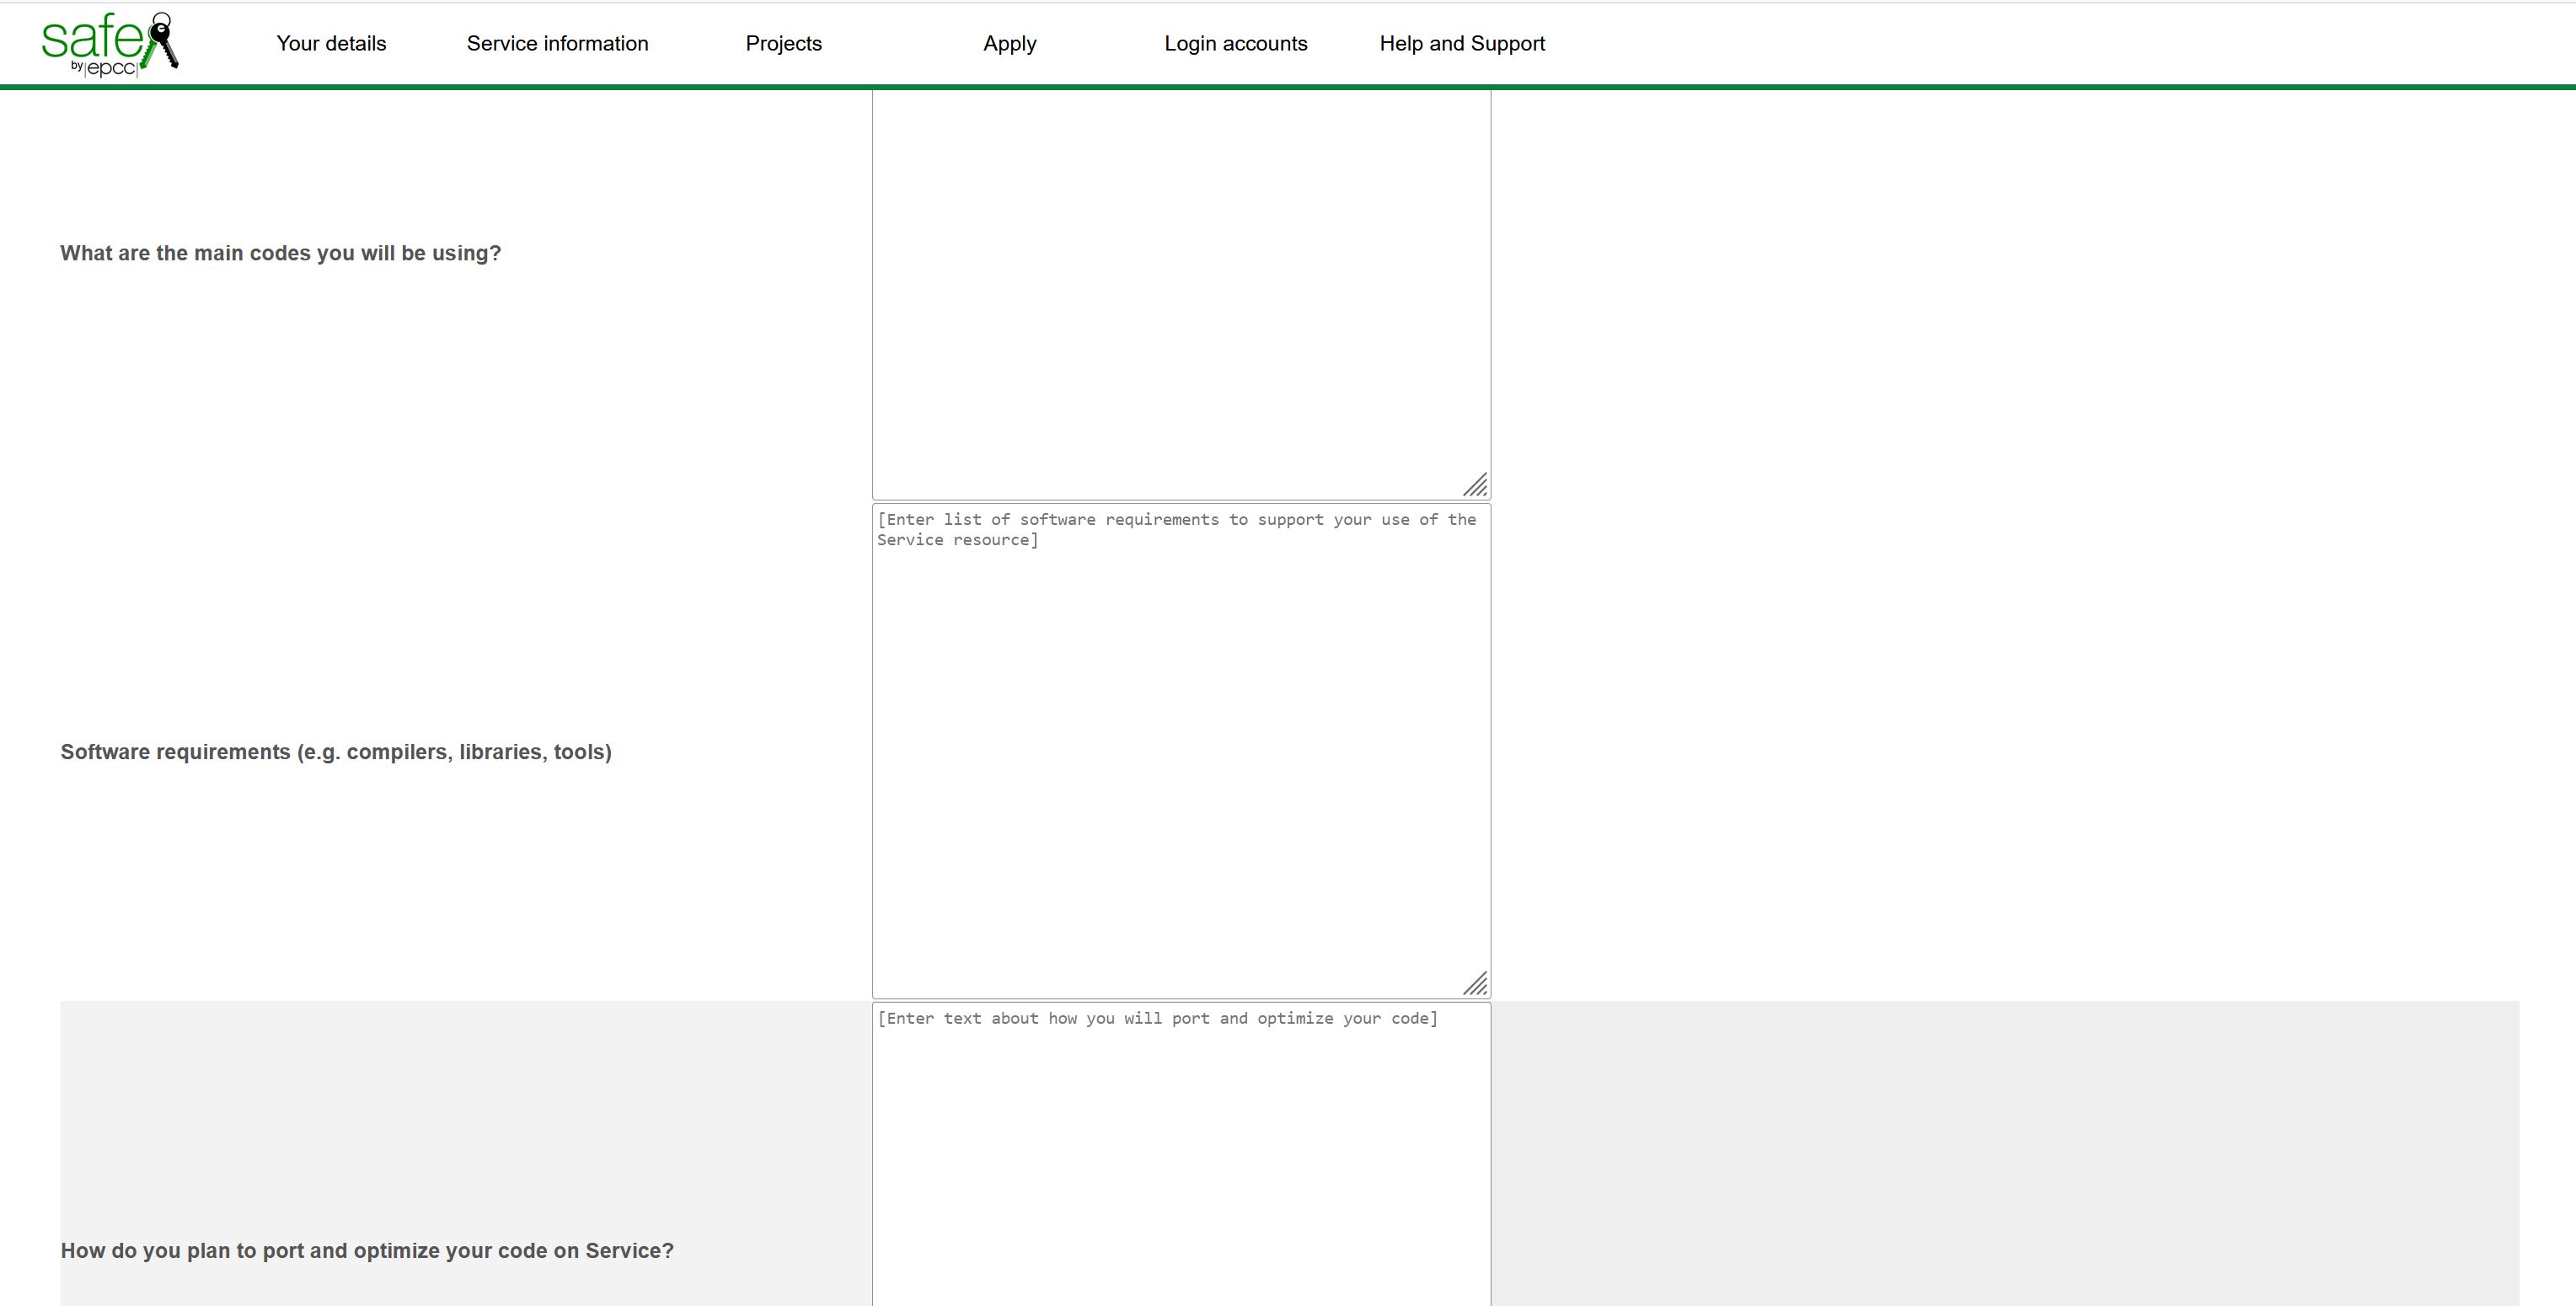 safe
by |epcc|
Your details Service information Projects Apply Login accounts Help and Support
What are the main codes you will be using?
[Enter list of software requirements to support your use of the
Service resource]
Software requirements (e.g. compilers, libraries, tools)
[Enter text about how you will port and optimize your code]
How do you plan to port and optimize your code on Service?